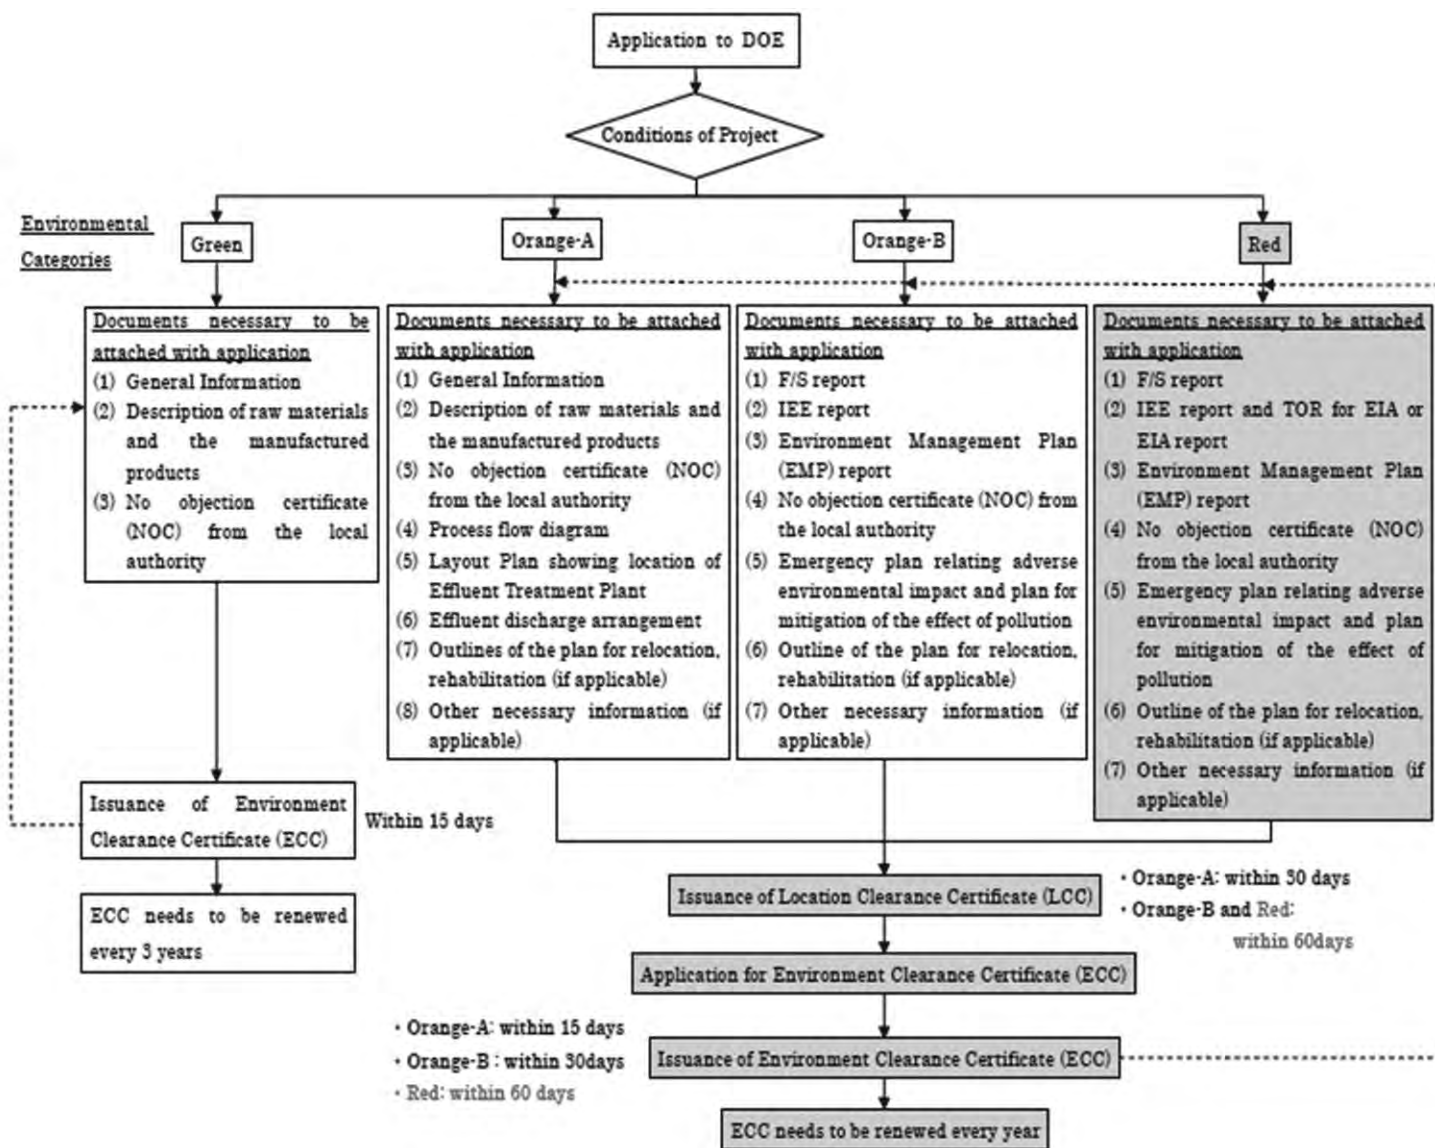 Application to DOE
Conditions of Project
Environmental
Categories
Green
Orange-A
Orange-B
Red
Documents necessary to be
attached with application
(1) General Information
(2) Description of raw materials
and the manufactured
products
(3) No objection certificate
(NOC) from the local
authority
Documents necessary to be attached
with application
(1) General Information
(2) Description of raw materials and
the manufactured products
(3) No objection certificate (NOC)
from the local authority
(4) Process flow diagram
(5) Layout Plan showing location of
Effluent Treatment Plant
(6) Effluent discharge arrangement
(7) Outlines of the plan for relocation,
rehabilitation (if applicable)
(8) Other necessary information (if
applicable)
Documents necessary to be attached
with application
(1) F/S report
(2) IEE report
(3) Environment Management Plan
(EMP) report
(4) No objection certificate (NOC) from
the local authority
(5) Emergency plan relating adverse
environmental impact and plan for
mitigation of the effect of pollution
(6) Outline of the plan for relocation,
rehabilitation (if applicable)
(7) Other necessary information (if
applicable)
Documents necessary to be attached
with application
(1) F/S report
(2) IEE report and TOR for EIA or
EIA report
(3) Environment Management Plan
(EMP) report
(4) No objection certificate (NOC)
from the local authority
(5) Emergency plan relating adverse
environmental impact and plan
for mitigation of the effect of
pollution
(6) Outline of the plan for relocation,
rehabilitation (if applicable)
(7) Other necessary information (if
applicable)
Issuance of Environment
Clearance Certificate (ECC)
Within 15 days
ECC needs to be renewed
every 3 years
Issuance of Location Clearance Certificate (LCC)
・Orange-A: within 30 days
・Orange-B and Red:
within 60days
Application for Environment Clearance Certificate (ECC)
・Orange-A: within 15 days
・Orange-B : within 30days
・Red: within 60 days
Issuance of Environment Clearance Certificate (ECC)
ECC needs to be renewed every year